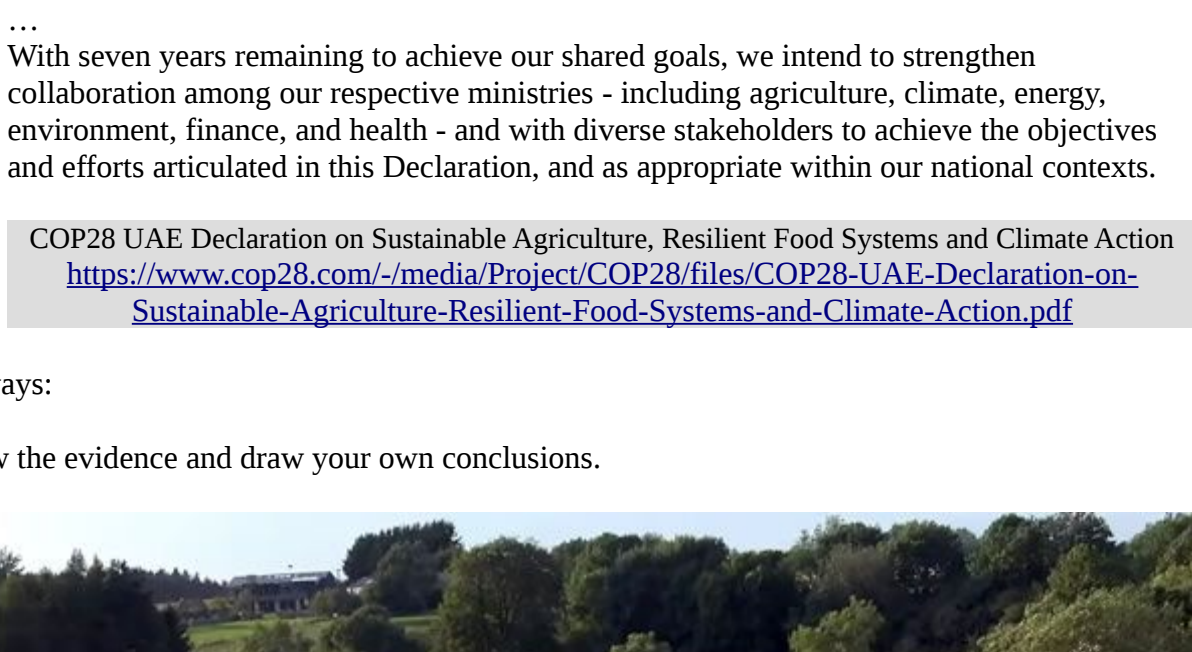 …
With seven years remaining to achieve our shared goals, we intend to strengthen
collaboration among our respective ministries - including agriculture, climate, energy,
environment, finance, and health - and with diverse stakeholders to achieve the objectives
and efforts articulated in this Declaration, and as appropriate within our national contexts.
COP28 UAE Declaration on Sustainable Agriculture, Resilient Food Systems and Climate Action
https://www.cop28.com/-/media/Project/COP28/files/COP28-UAE-Declaration-on-
Sustainable-Agriculture-Resilient-Food-Systems-and-Climate-Action.pdf
the evidence and draw your own conclusions.